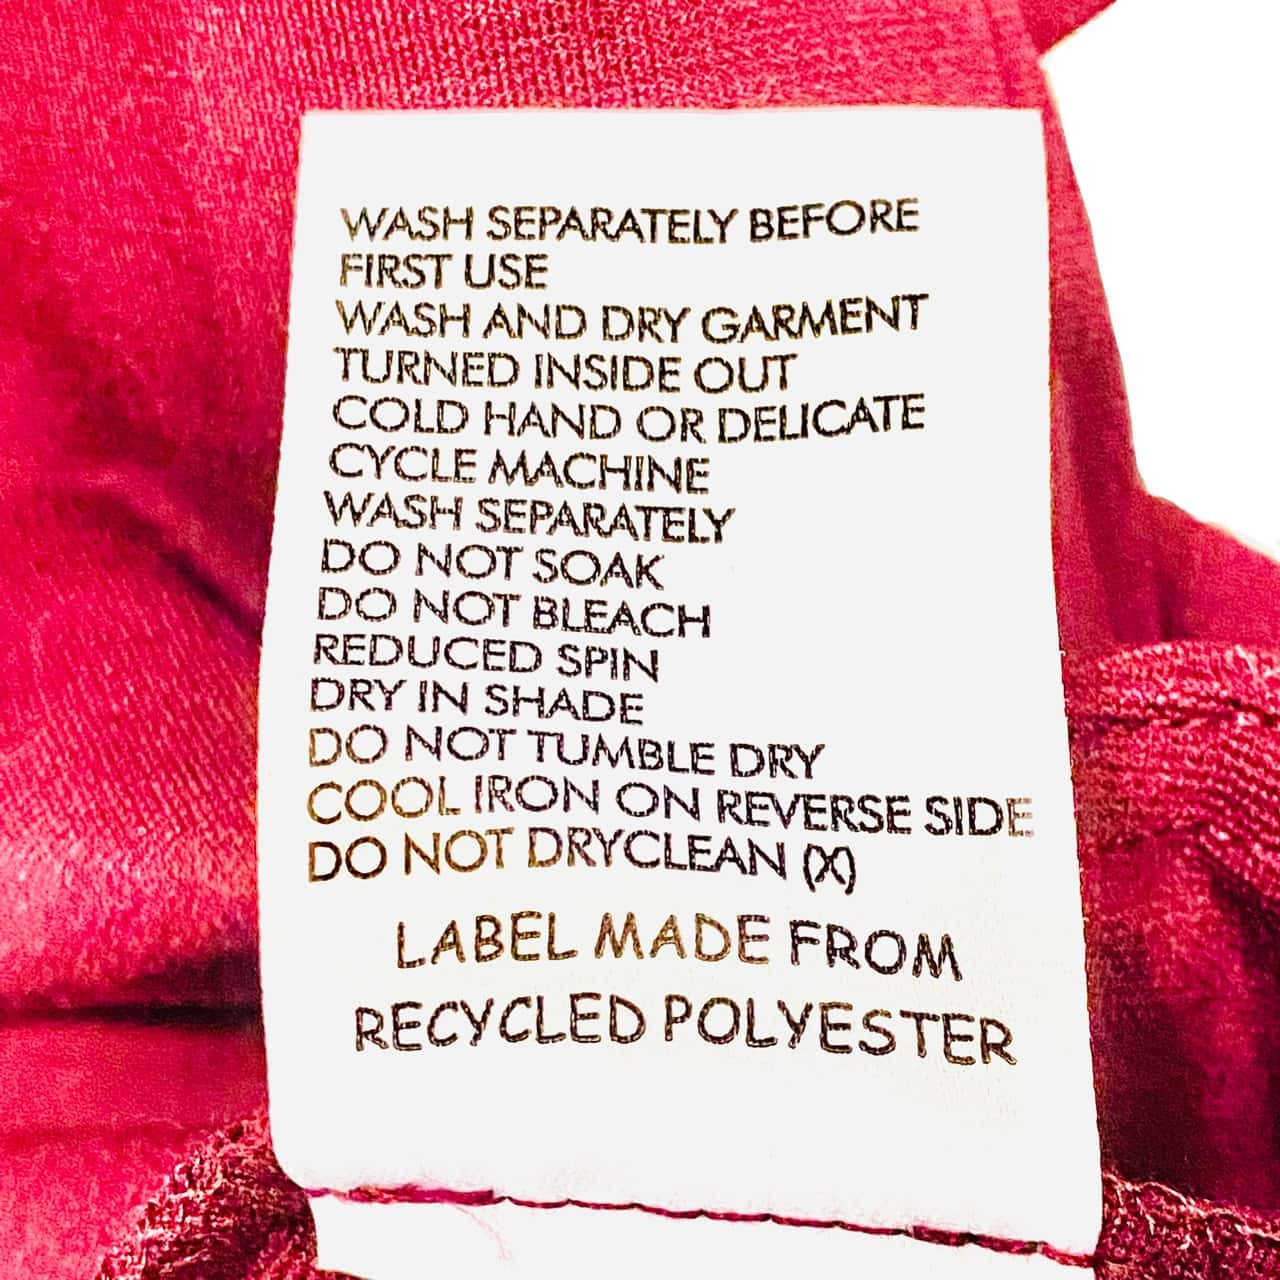 WASH SEPARATELY BEFORE
FIRST USE
WASH AND DRY GARMENT
TURNED INSIDE OUT
COLD HAND OR DELICATE
CYCLE MACHINE
WASH SEPARATELY
DO NOT SOAK
DO NOT BLEACH
REDUCED SPIN
DRY IN SHADE
DO NOT TUMBLE DRY
COOL IRON ON REVERSE SIDE
DO NOT DRYCLEAN (X)
LABEL MADE FROM
RECYCLED POLYESTER